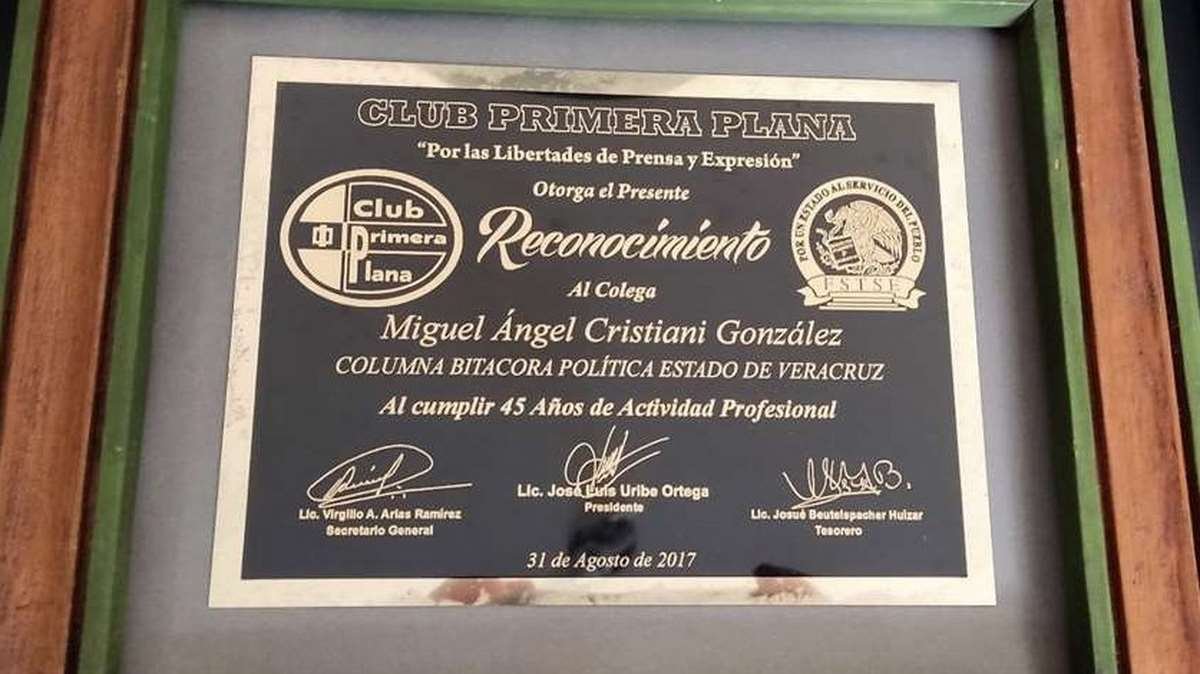 CLUB PRIMERA PLANA
"Por las Libertades de Prensa y Expresión"
Otorga el Presente
Club
Primera
Plana
Reconocimiento
POR UN ESTADO AL SERVICIO DEL PUEBLO
FSTSE
Al Colega
Miguel Ángel Cristiani González
COLUMNA BITACORA POLÍTICA ESTADO DE VERACRUZ
Al cumplir 45 Años de Actividad Profesional
Lic. Virgilio A. Arias Ramírez
Secretario General
Lic. José Luis Uribe Ortega
Presidente
Lic. Josué Beutelspacher Huizar
Tesorero
31 de Agosto de 2017